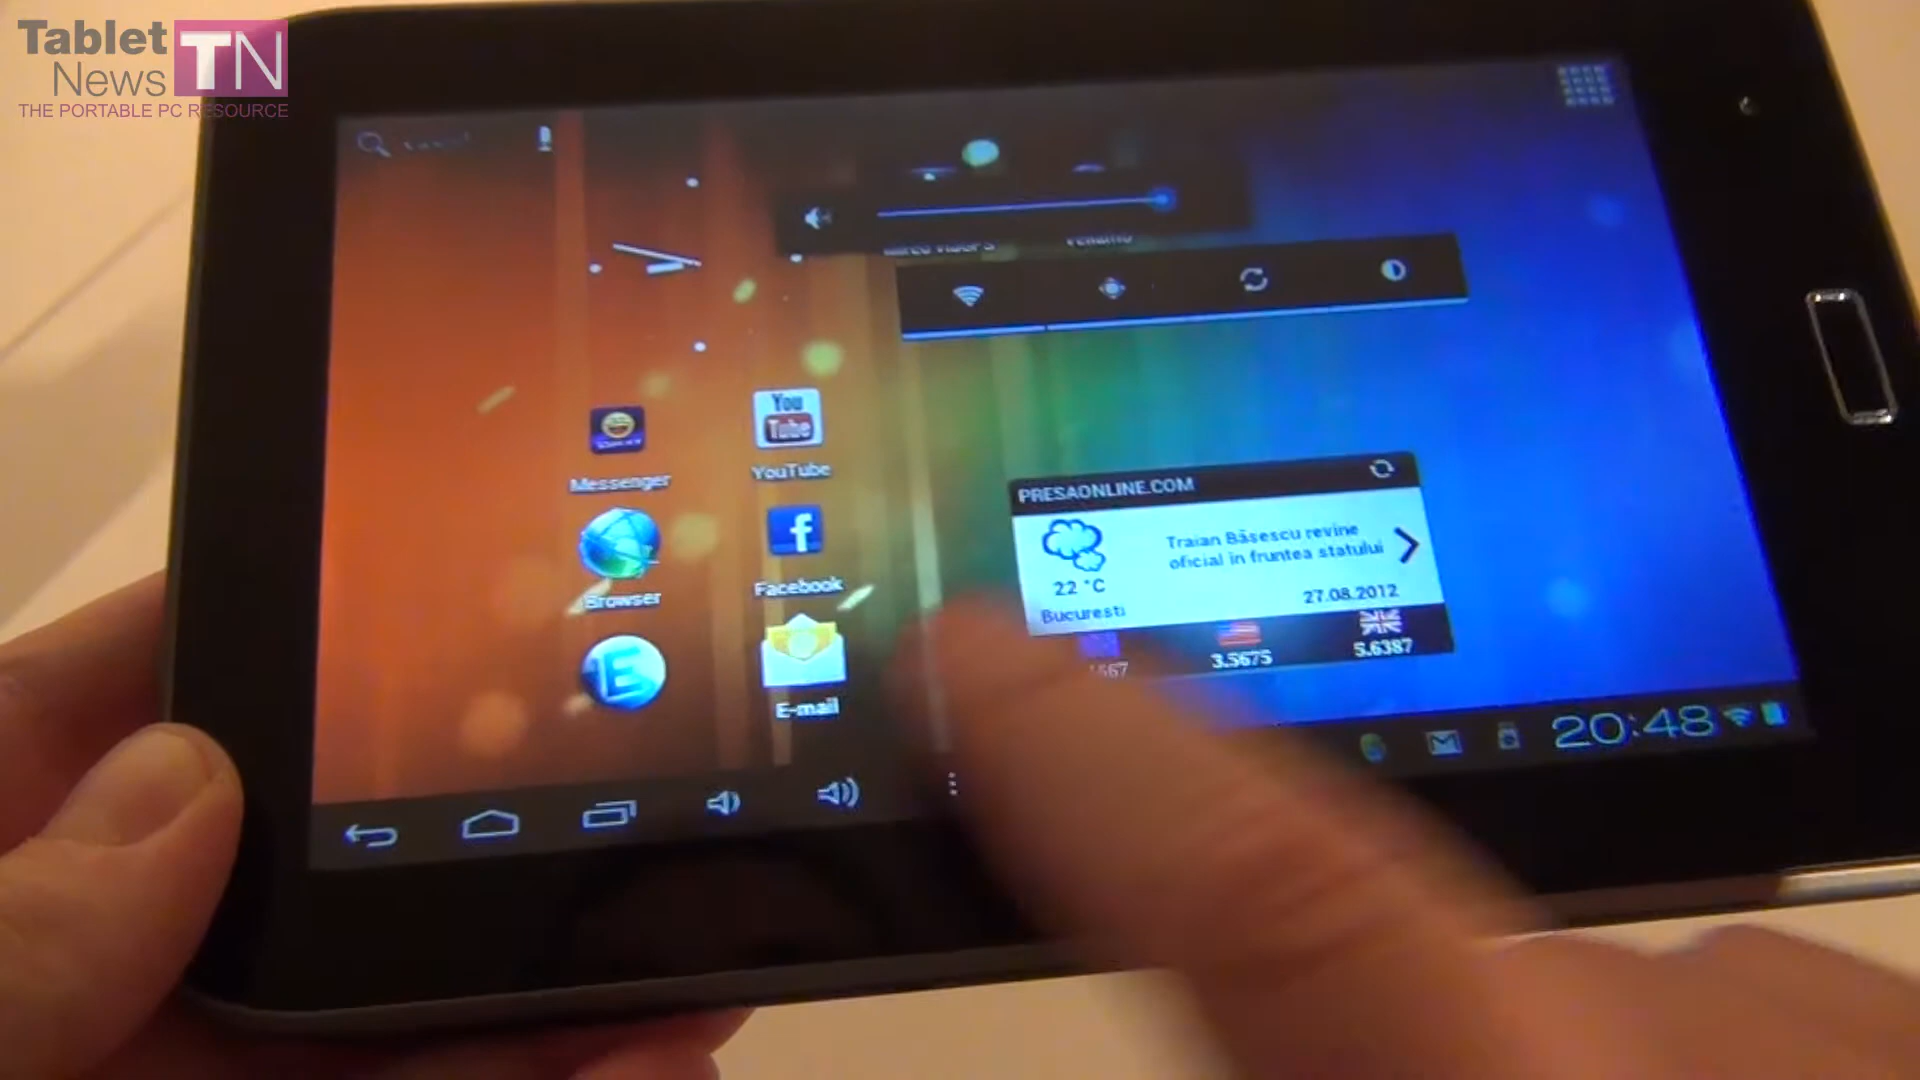 Tablet
News TN
THE PORTABLE PC RESOURCE
Messenger
You
Tube
YouTube
Browser
f
Facebook
E
E-mail
PRESAONLINE.COM
Traian Băsescu revine
oficial în fruntea statului
22 °C
27.08.2012
Bucuresti
3.5675
5.6387
20:48